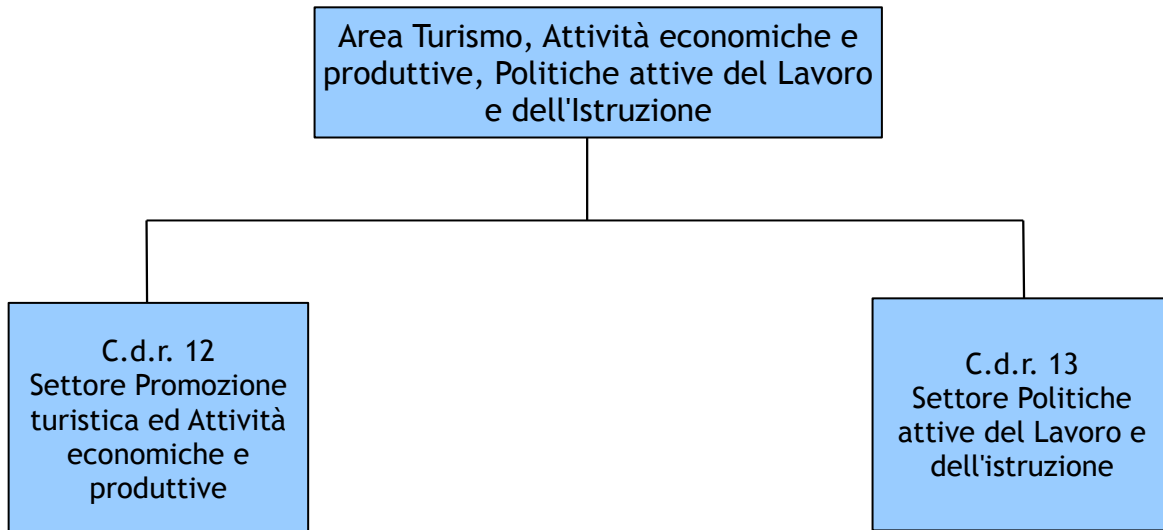 Area Turismo, Attività economiche e
produttive, Politiche attive del Lavoro
e dell'Istruzione
C.d.r. 12
Settore Promozione
turistica ed Attività
economiche e
produttive
C.d.r. 13
Settore Politiche
attive del Lavoro e
dell'istruzione